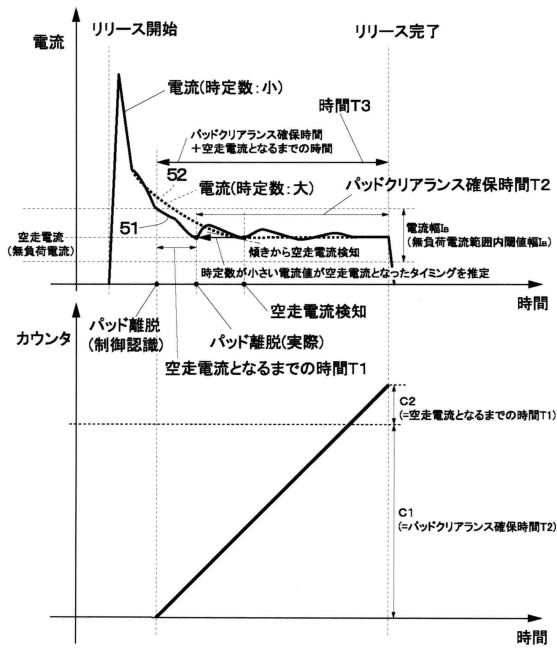 電流
リリース開始
リリース完了
電流(時定数:小)
時間T3
パッドクリアランス確保時間
+空走電流となるまでの時間
52
電流(時定数:大)
パッドクリアランス確保時間T2
51
空走電流
(無負荷電流)
電流幅IB
(無負荷電流範囲内閾値幅IB)
傾きから空走電流検知
時定数が小さい電流値が空走電流となったタイミングを推定
時間
空走電流検知
パッド離脱
(制御認識)
パッド離脱(実際)
カウンタ
空走電流となるまでの時間T1
C2
(=空走電流となるまでの時間T1)
C1
(=パッドクリアランス確保時間T2)
時間